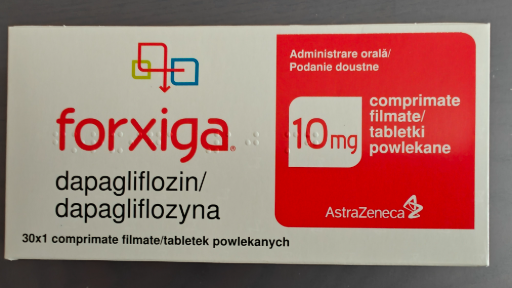 forxiga
dapagliflozin/
dapagliflozyna
30x1 comprimate filmate/tabletek powlekanych
Administrare orală/
Podanie doustne
10mg
comprimate
filmate/
tabletki
powlekane
AstraZeneca